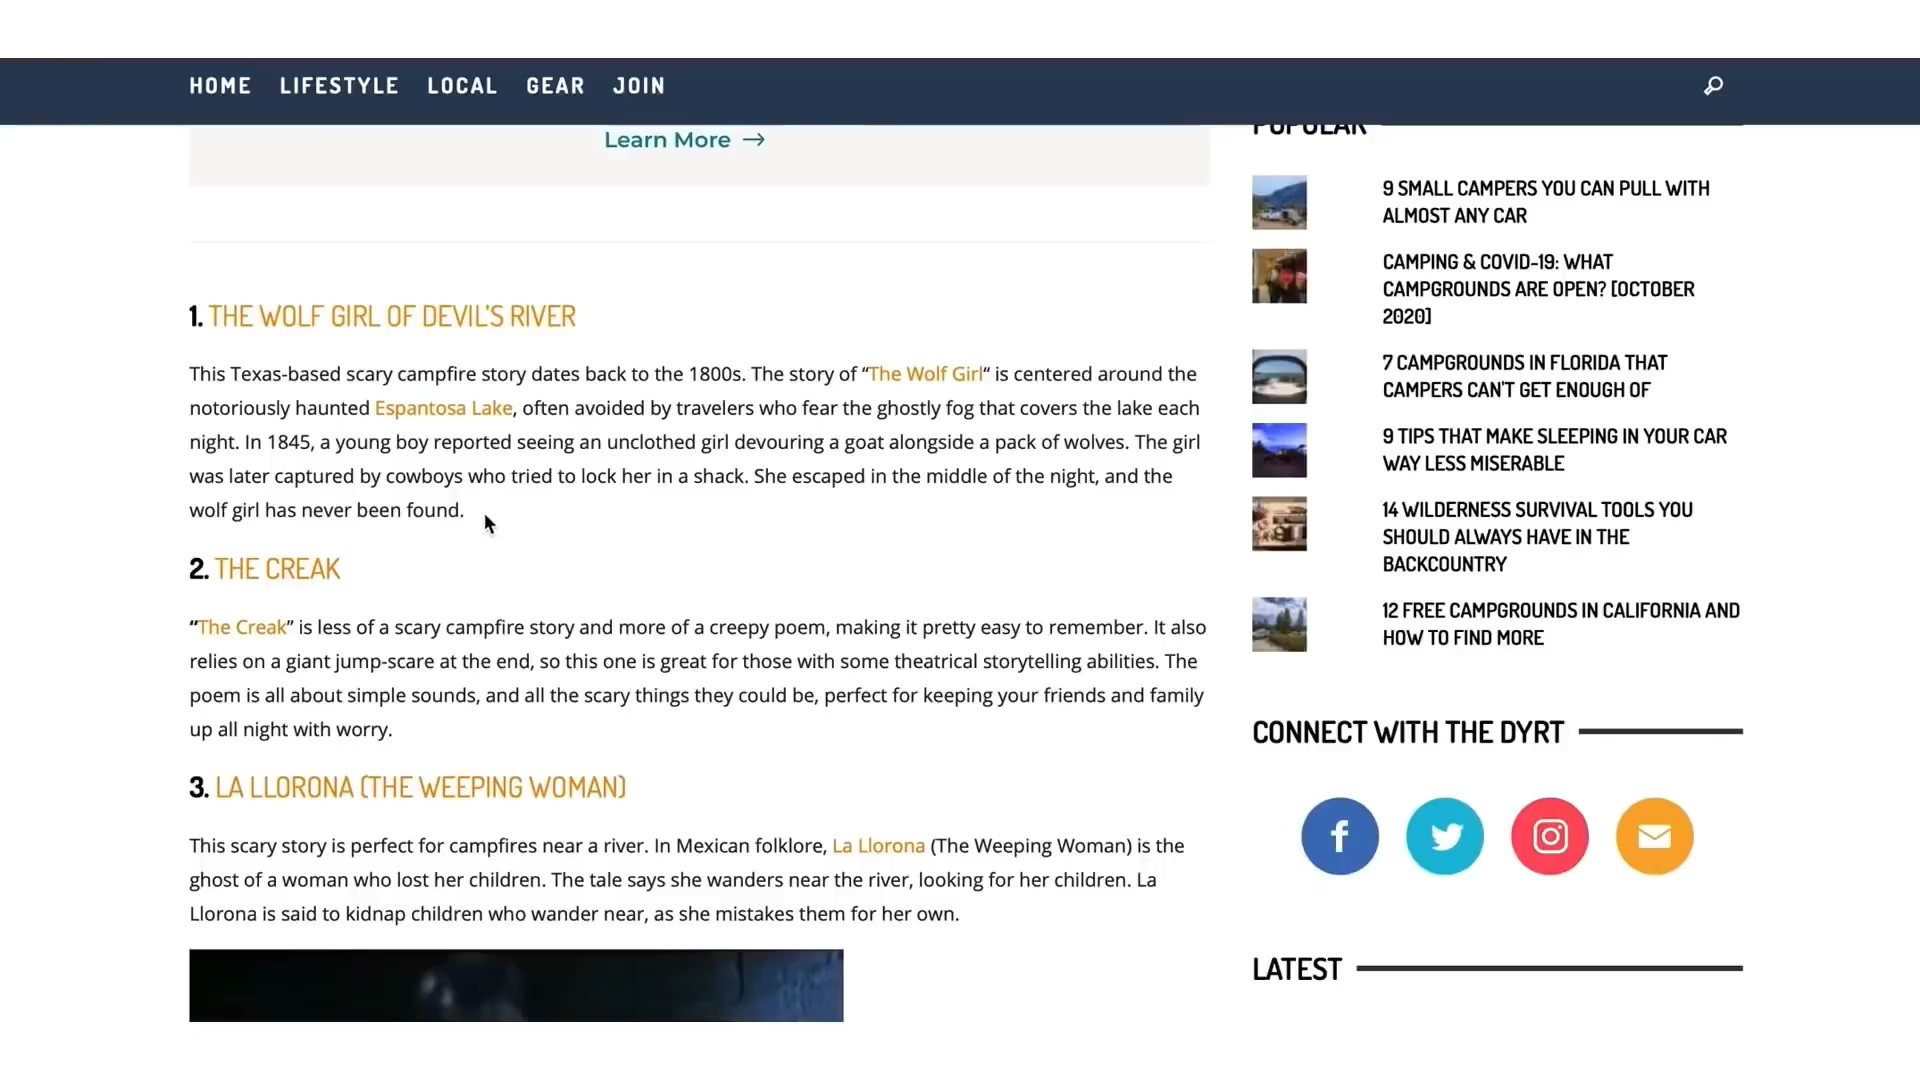 HOME LIFESTYLE LOCAL GEAR JOIN
Learn More →
1. THE WOLF GIRL OF DEVIL'S RIVER
This Texas-based scary campfire story dates back to the 1800s. The story of “The Wolf Girl“ is centered around the
notoriously haunted Espantosa Lake, often avoided by travelers who fear the ghostly fog that covers the lake each
night. In 1845, a young boy reported seeing an unclothed girl devouring a goat alongside a pack of wolves. The girl
was later captured by cowboys who tried to lock her in a shack. She escaped in the middle of the night, and the
wolf girl has never been found.
2. THE CREAK
“The Creak” is less of a scary campfire story and more of a creepy poem, making it pretty easy to remember. It also
relies on a giant jump-scare at the end, so this one is great for those with some theatrical storytelling abilities. The
poem is all about simple sounds, and all the scary things they could be, perfect for keeping your friends and family
up all night with worry.
3. LA LLORONA (THE WEEPING WOMAN)
This scary story is perfect for campfires near a river. In Mexican folklore, La Llorona (The Weeping Woman) is the
ghost of a woman who lost her children. The tale says she wanders near the river, looking for her children. La
Llorona is said to kidnap children who wander near, as she mistakes them for her own.
POPULAR
9 SMALL CAMPERS YOU CAN PULL WITH
ALMOST ANY CAR
CAMPING & COVID-19: WHAT
CAMPGROUNDS ARE OPEN? [OCTOBER
2020]
7 CAMPGROUNDS IN FLORIDA THAT
CAMPERS CAN'T GET ENOUGH OF
9 TIPS THAT MAKE SLEEPING IN YOUR CAR
WAY LESS MISERABLE
14 WILDERNESS SURVIVAL TOOLS YOU
SHOULD ALWAYS HAVE IN THE
BACKCOUNTRY
12 FREE CAMPGROUNDS IN CALIFORNIA AND
HOW TO FIND MORE
CONNECT WITH THE DYRT
LATEST